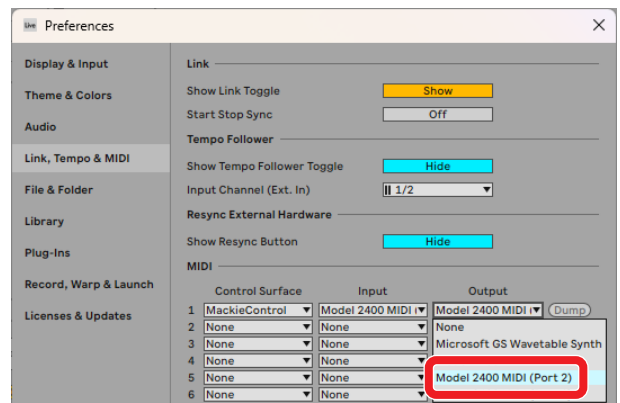 Live Preferences
Display & Input
Theme & Colors
Audio
Link, Tempo & MIDI
File & Folder
Library
Plug-Ins
Record, Warp & Launch
Licenses & Updates
Link
Show Link Toggle Show
Start Stop Sync Off
Tempo Follower
Show Tempo Follower Toggle Hide
Input Channel (Ext. In) 1/2
Resync External Hardware
Show Resync Button Hide
MIDI
Control Surface Input Output
1 MackieControl Model 2400 MIDI Model 2400 MIDI Dump
2 None None
3 None None
4 None None
5 None None
6 None None
None
Microsoft GS Wavetable Synth
Model 2400 MIDI (Port 2)